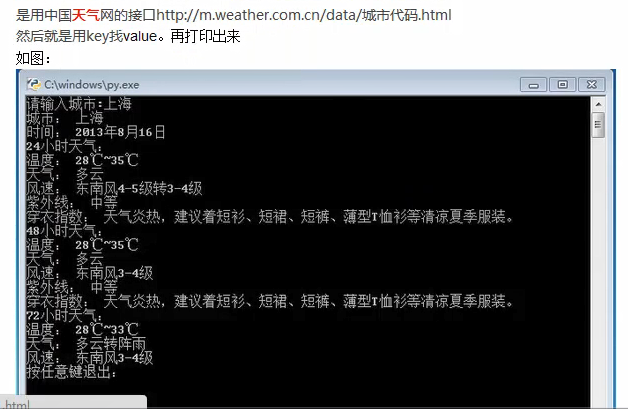 是用中国天气网的接口http://m.weather.com.cn/data/城市代码.html
然后就是用key找value。再打印出来
如图：
C:\windows\py.exe
请输入城市:上海
城市： 上海
时间： 2013年8月16日
24小时天气：
温度： 28℃~35℃
天气： 多云
风速： 东南风4-5级转3-4级
紫外线： 中等
穿衣指数： 天气炎热，建议着短衫、短裙、短裤、薄型T恤衫等清凉夏季服装。
48小时天气：
温度： 28℃~35℃
天气： 多云
风速： 东南风3-4级
紫外线： 中等
穿衣指数： 天气炎热，建议着短衫、短裙、短裤、薄型T恤衫等清凉夏季服装。
72小时天气：
温度： 28℃~33℃
天气： 多云转阵雨
风速： 东南风3-4级
按任意键退出：
.html